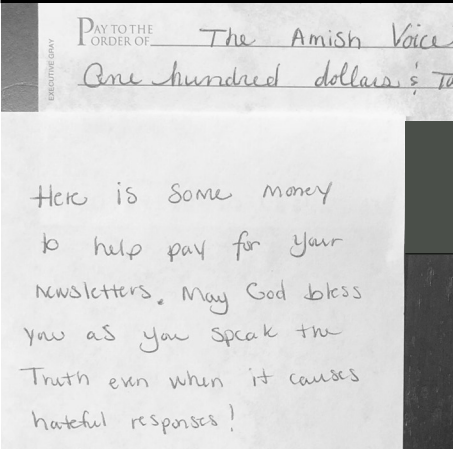 PAY TO THE
ORDER OF The Amish Voice
EXECUTIVE GRAY
One hundred dollars &
Here is some money
to help pay for your
newsletters. May God bless
you as you speak the
Truth even when it causes
hateful responses!